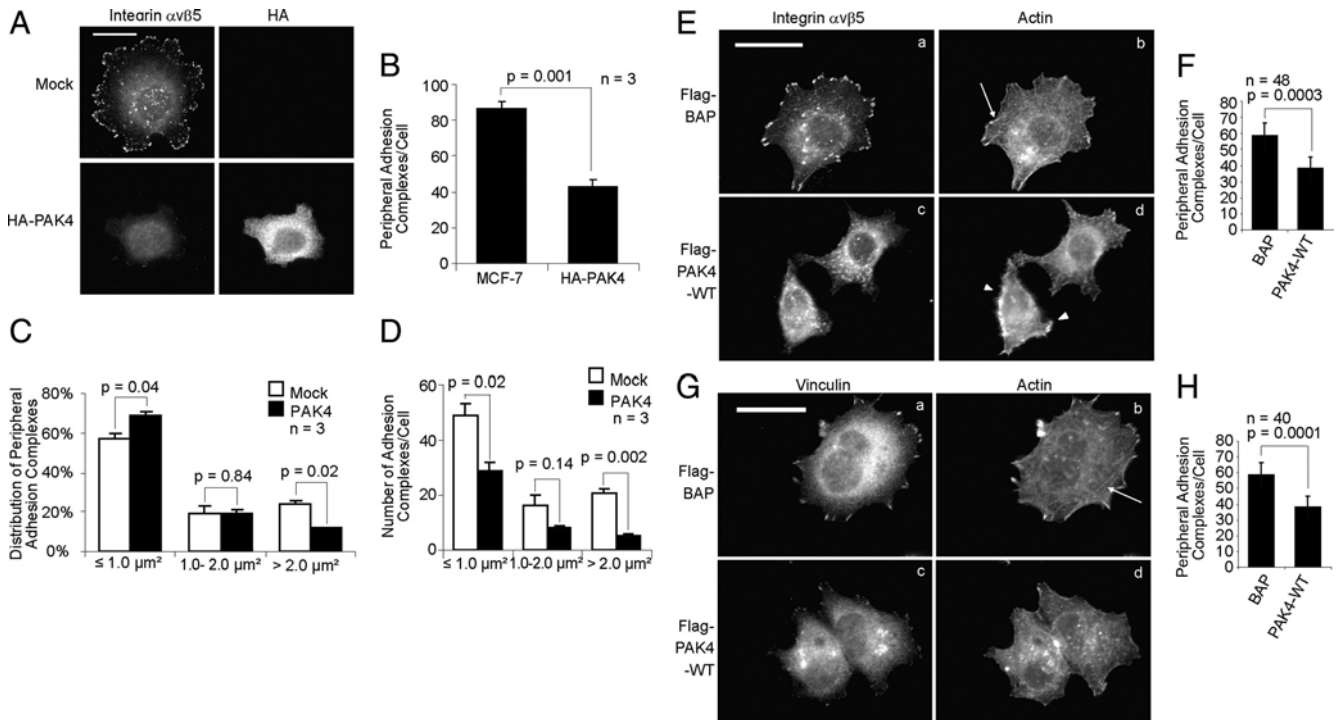 A
Intearin αvβ5
HA
Mock
HA-PAK4
B
p = 0.001
n = 3
Peripheral Adhesion
Complexes/Cell
100
80
60
40
20
0
MCF-7
HA-PAK4
C
Distribution of Peripheral
Adhesion Complexes
80%
60%
40%
20%
0%
p = 0.04
p = 0.84
p = 0.02
Mock
PAK4
n = 3
≤ 1.0 µm²
1.0- 2.0 µm²
> 2.0 µm²
D
Number of Adhesion
Complexes/Cell
60
40
20
0
p = 0.02
p = 0.14
p = 0.002
Mock
PAK4
n = 3
≤ 1.0 µm²
1.0-2.0 µm²
> 2.0 µm²
E
Integrin αvβ5
Actin
Flag-
BAP
a
b
Flag-
PAK4
-WT
c
d
F
n = 48
p = 0.0003
Peripheral Adhesion
Complexes/Cell
80
70
60
50
40
30
20
10
0
BAP
PAK4-WT
G
Vinculin
Actin
Flag-
BAP
a
b
Flag-
PAK4
-WT
c
d
H
n = 40
p = 0.0001
Peripheral Adhesion
Complexes/Cell
80
70
60
50
40
30
20
10
0
BAP
PAK4-WT